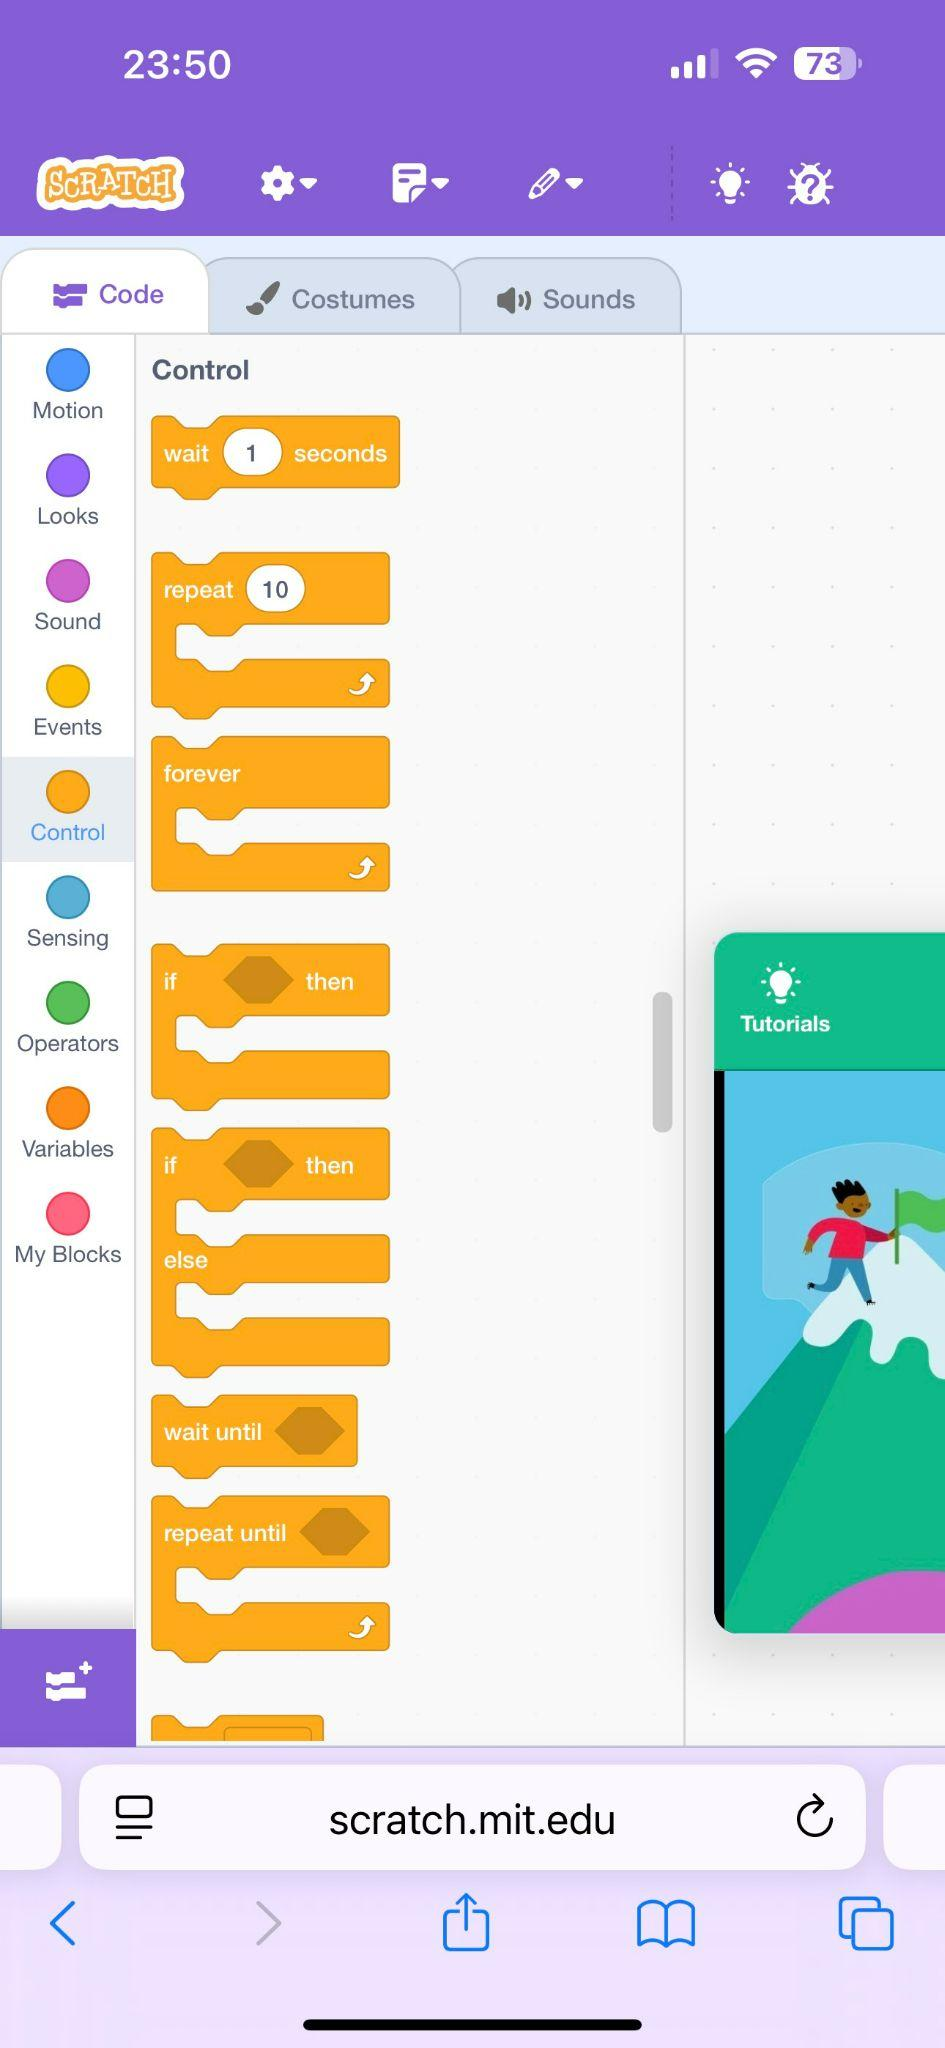 23:50
73
SCRATCH
Code
Costumes
Sounds
Motion
Looks
Sound
Events
Control
Sensing
Operators
Variables
My Blocks
Control
wait 1 seconds
repeat 10
forever
if then
if then
else
wait until
repeat until
Tutorials
scratch.mit.edu